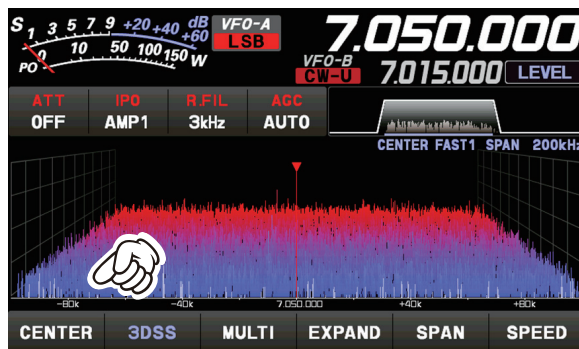 S 1 3 5 7 9 +20 +40 +60 dB
PO 0 10 50 100 150 W
VFO-A
LSB
7.050.000
VFO-B
CW-U
7.015.000
LEVEL
ATT IPO R.FIL AGC
OFF AMP1 3kHz AUTO
CENTER FAST1 SPAN 200kHz
-80k -40k 7.050.000 +40k +80k
CENTER 3DSS MULTI EXPAND SPAN SPEED